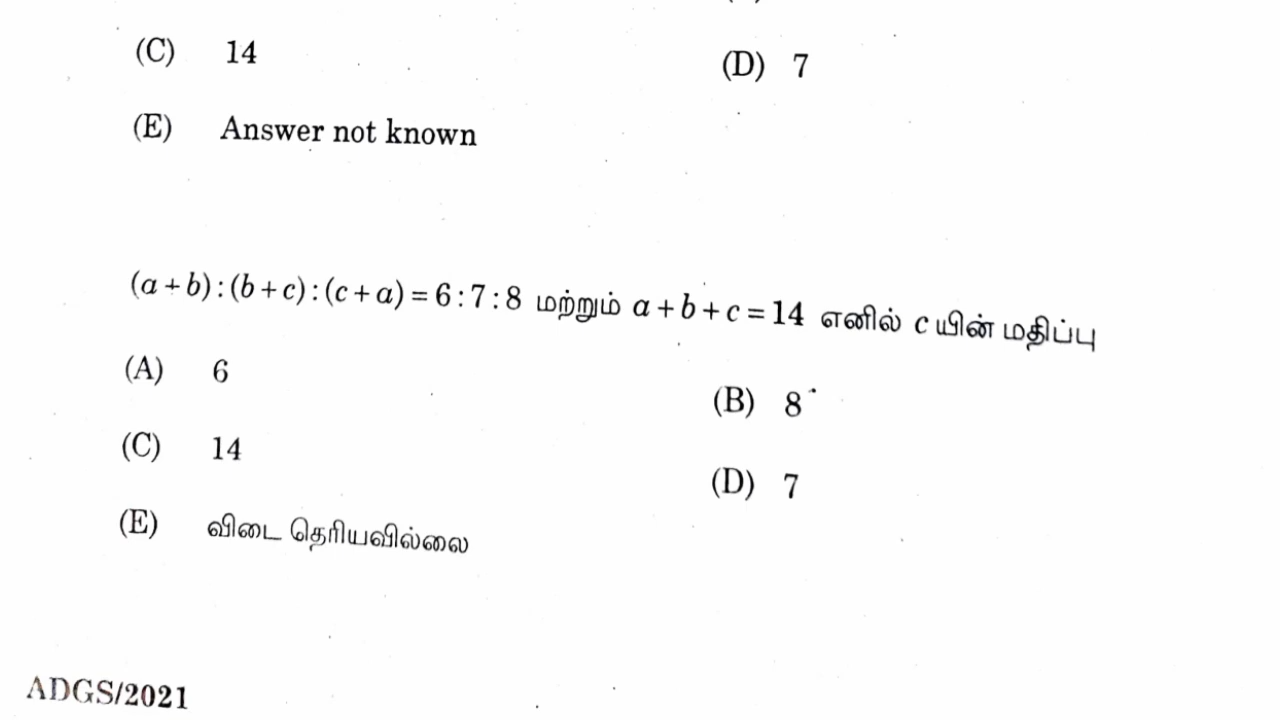 (C) 14 (D) 7
(E) Answer not known
(a+b):(b+c):(c+a)=6:7:8 மற்றும் a+b+c=14 எனில் c யின் மதிப்பு
(A) 6 (B) 8
(C) 14 (D) 7
(E) விடை தெரியவில்லை
ADGS/2021